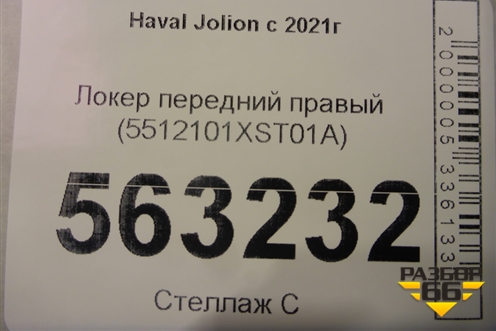 Haval Jolion с 2021г
Локер передний правый
(5512101XST01A)
563232
Стеллаж С
2000005336133
РАЗБОР
66